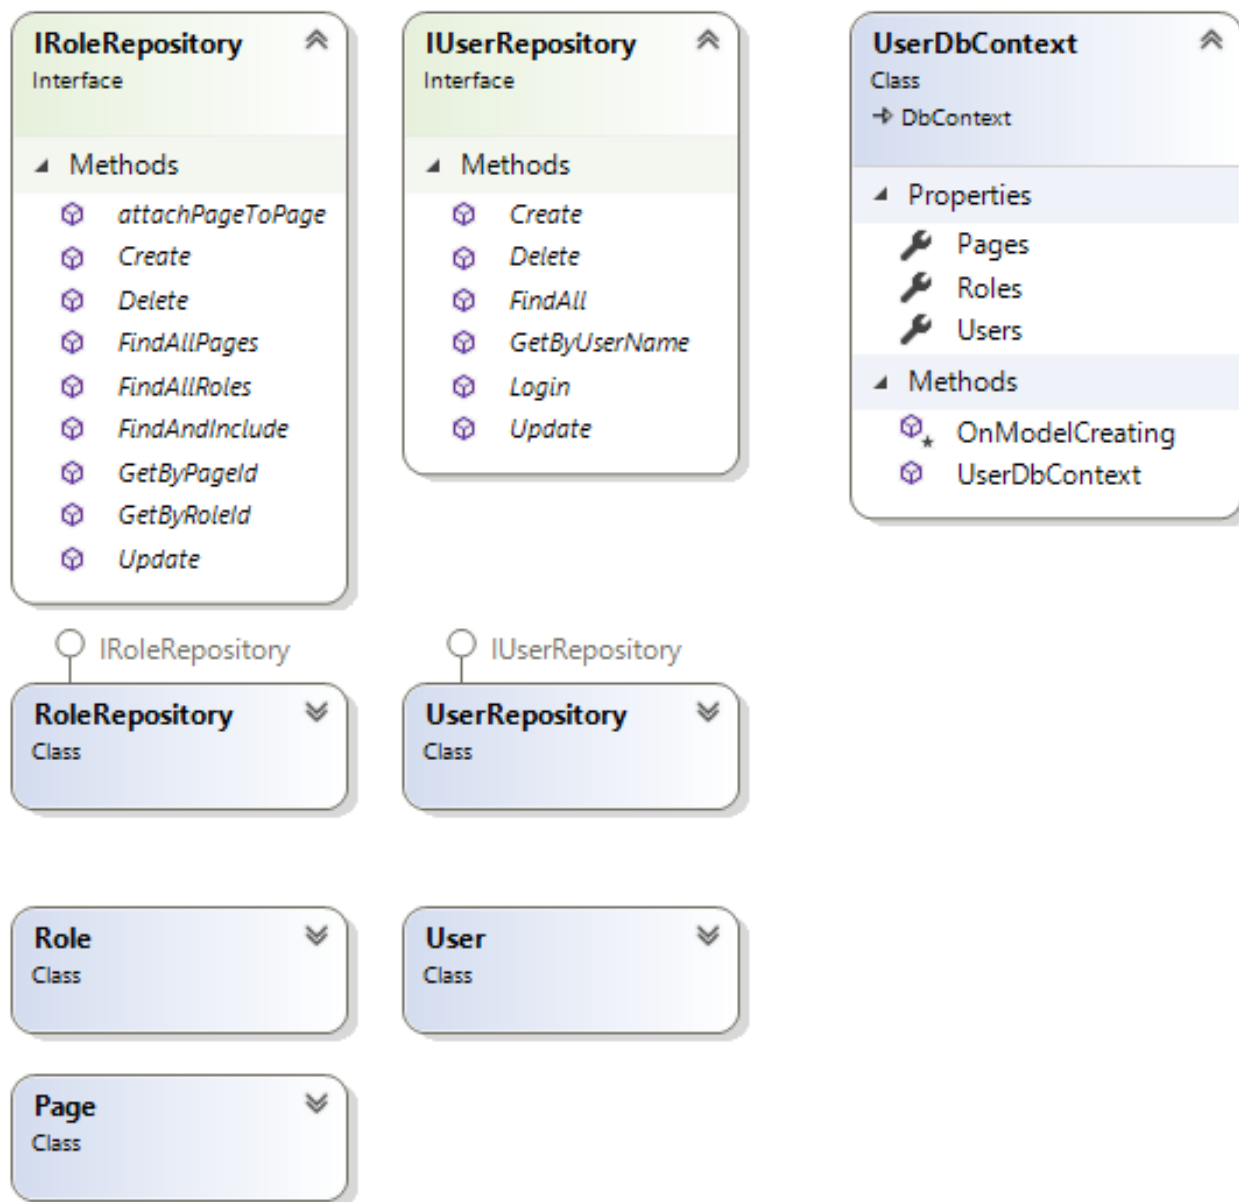 IRoleRepository
Interface
Methods
attachPageToPage
Create
Delete
FindAllPages
FindAllRoles
FindAndInclude
GetByPageId
GetByRoleId
Update
IUserRepository
Interface
Methods
Create
Delete
FindAll
GetByUserName
Login
Update
UserDbContext
Class
DbContext
Properties
Pages
Roles
Users
Methods
OnModelCreating
UserDbContext
IRoleRepository
RoleRepository
Class
IUserRepository
UserRepository
Class
Role
Class
User
Class
Page
Class